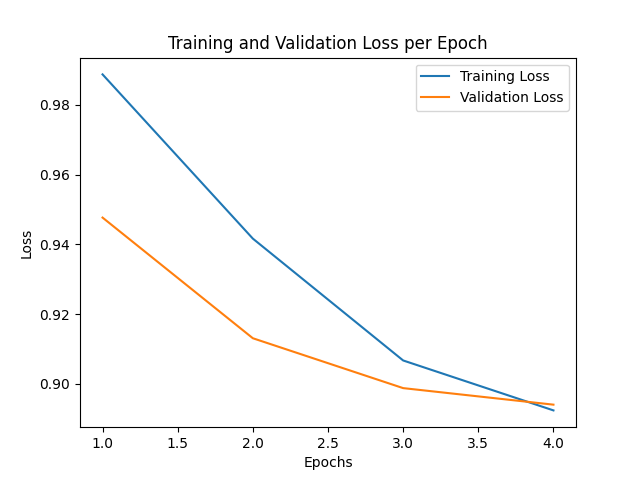 Training and Validation Loss per Epoch
Training Loss
Validation Loss
0.98
0.96
0.94
0.92
0.90
Loss
1.0 1.5 2.0 2.5 3.0 3.5 4.0
Epochs